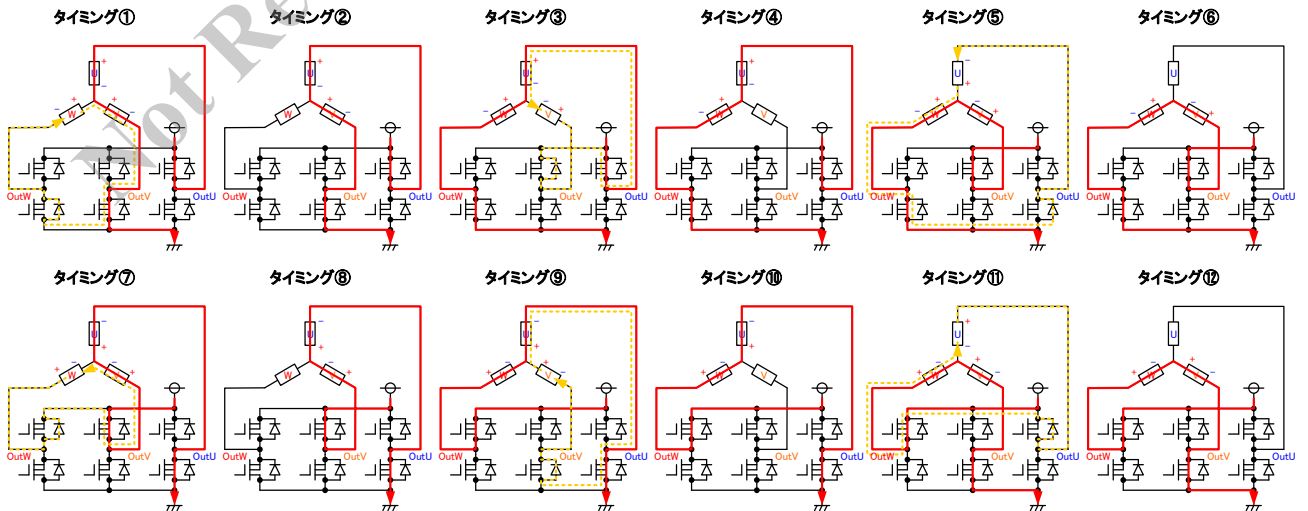 タイミング① タイミング② タイミング③ タイミング④ タイミング⑤ タイミング⑥
Not Re
U U U U U U
W V W V W V W V W V W V
OutW OutV OutU OutW OutV OutU OutW OutV OutU OutW OutV OutU OutW OutV OutU OutW OutV OutU
タイミング⑦ タイミング⑧ タイミング⑨ タイミング⑩ タイミング⑪ タイミング⑫
U U U U U U
W V W V W V W V W V W V
OutW OutV OutU OutW OutV OutU OutW OutV OutU OutW OutV OutU OutW OutV OutU OutW OutV OutU